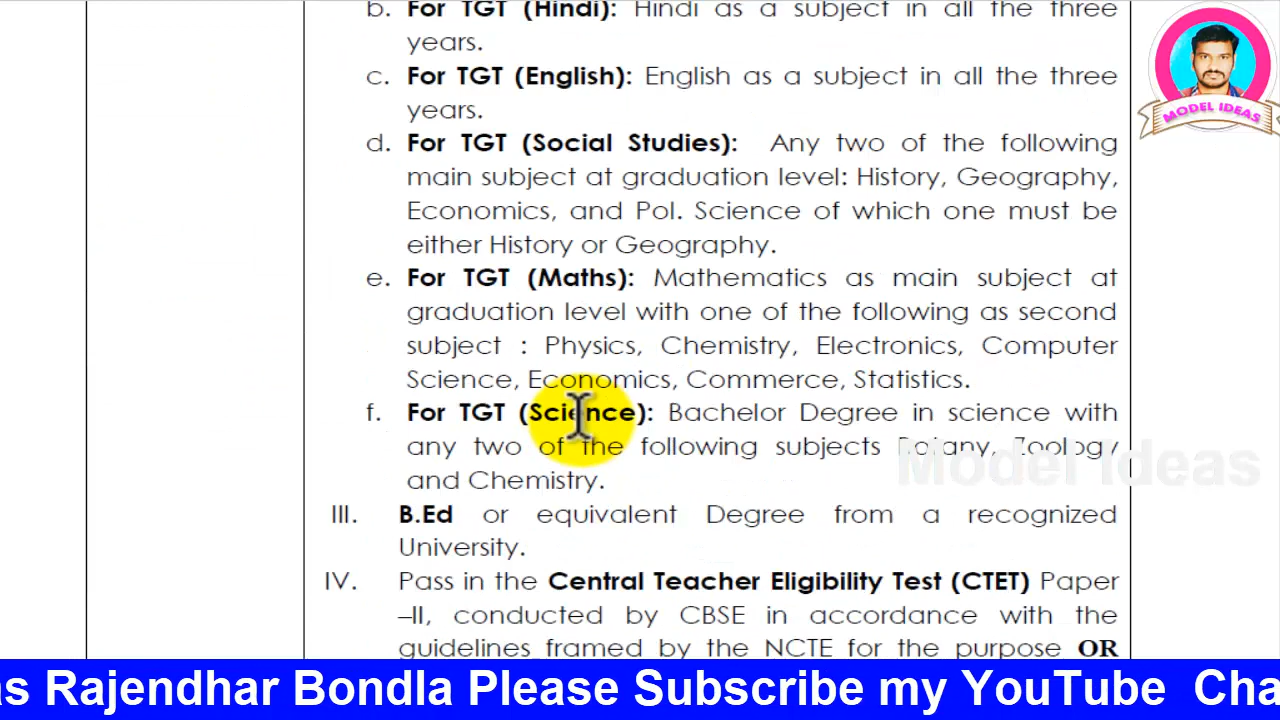 b. For TGT (Hindi): Hindi as a subject in all the three
years.
c. For TGT (English): English as a subject in all the three
years.
d. For TGT (Social Studies): Any two of the following
main subject at graduation level: History, Geography,
Economics, and Pol. Science of which one must be
either History or Geography.
e. For TGT (Maths): Mathematics as main subject at
graduation level with one of the following as second
subject : Physics, Chemistry, Electronics, Computer
Science, Economics, Commerce, Statistics.
f. For TGT (Science): Bachelor Degree in science with
any two of the following subjects Botany, Zoology
and Chemistry.
III. B.Ed or equivalent Degree from a recognized
University.
IV. Pass in the Central Teacher Eligibility Test (CTET) Paper
–II, conducted by CBSE in accordance with the
guidelines framed by the NCTE for the purpose OR
MODEL IDEAS
Model Ideas
as Rajendhar Bondla Please Subscribe my YouTube Cha